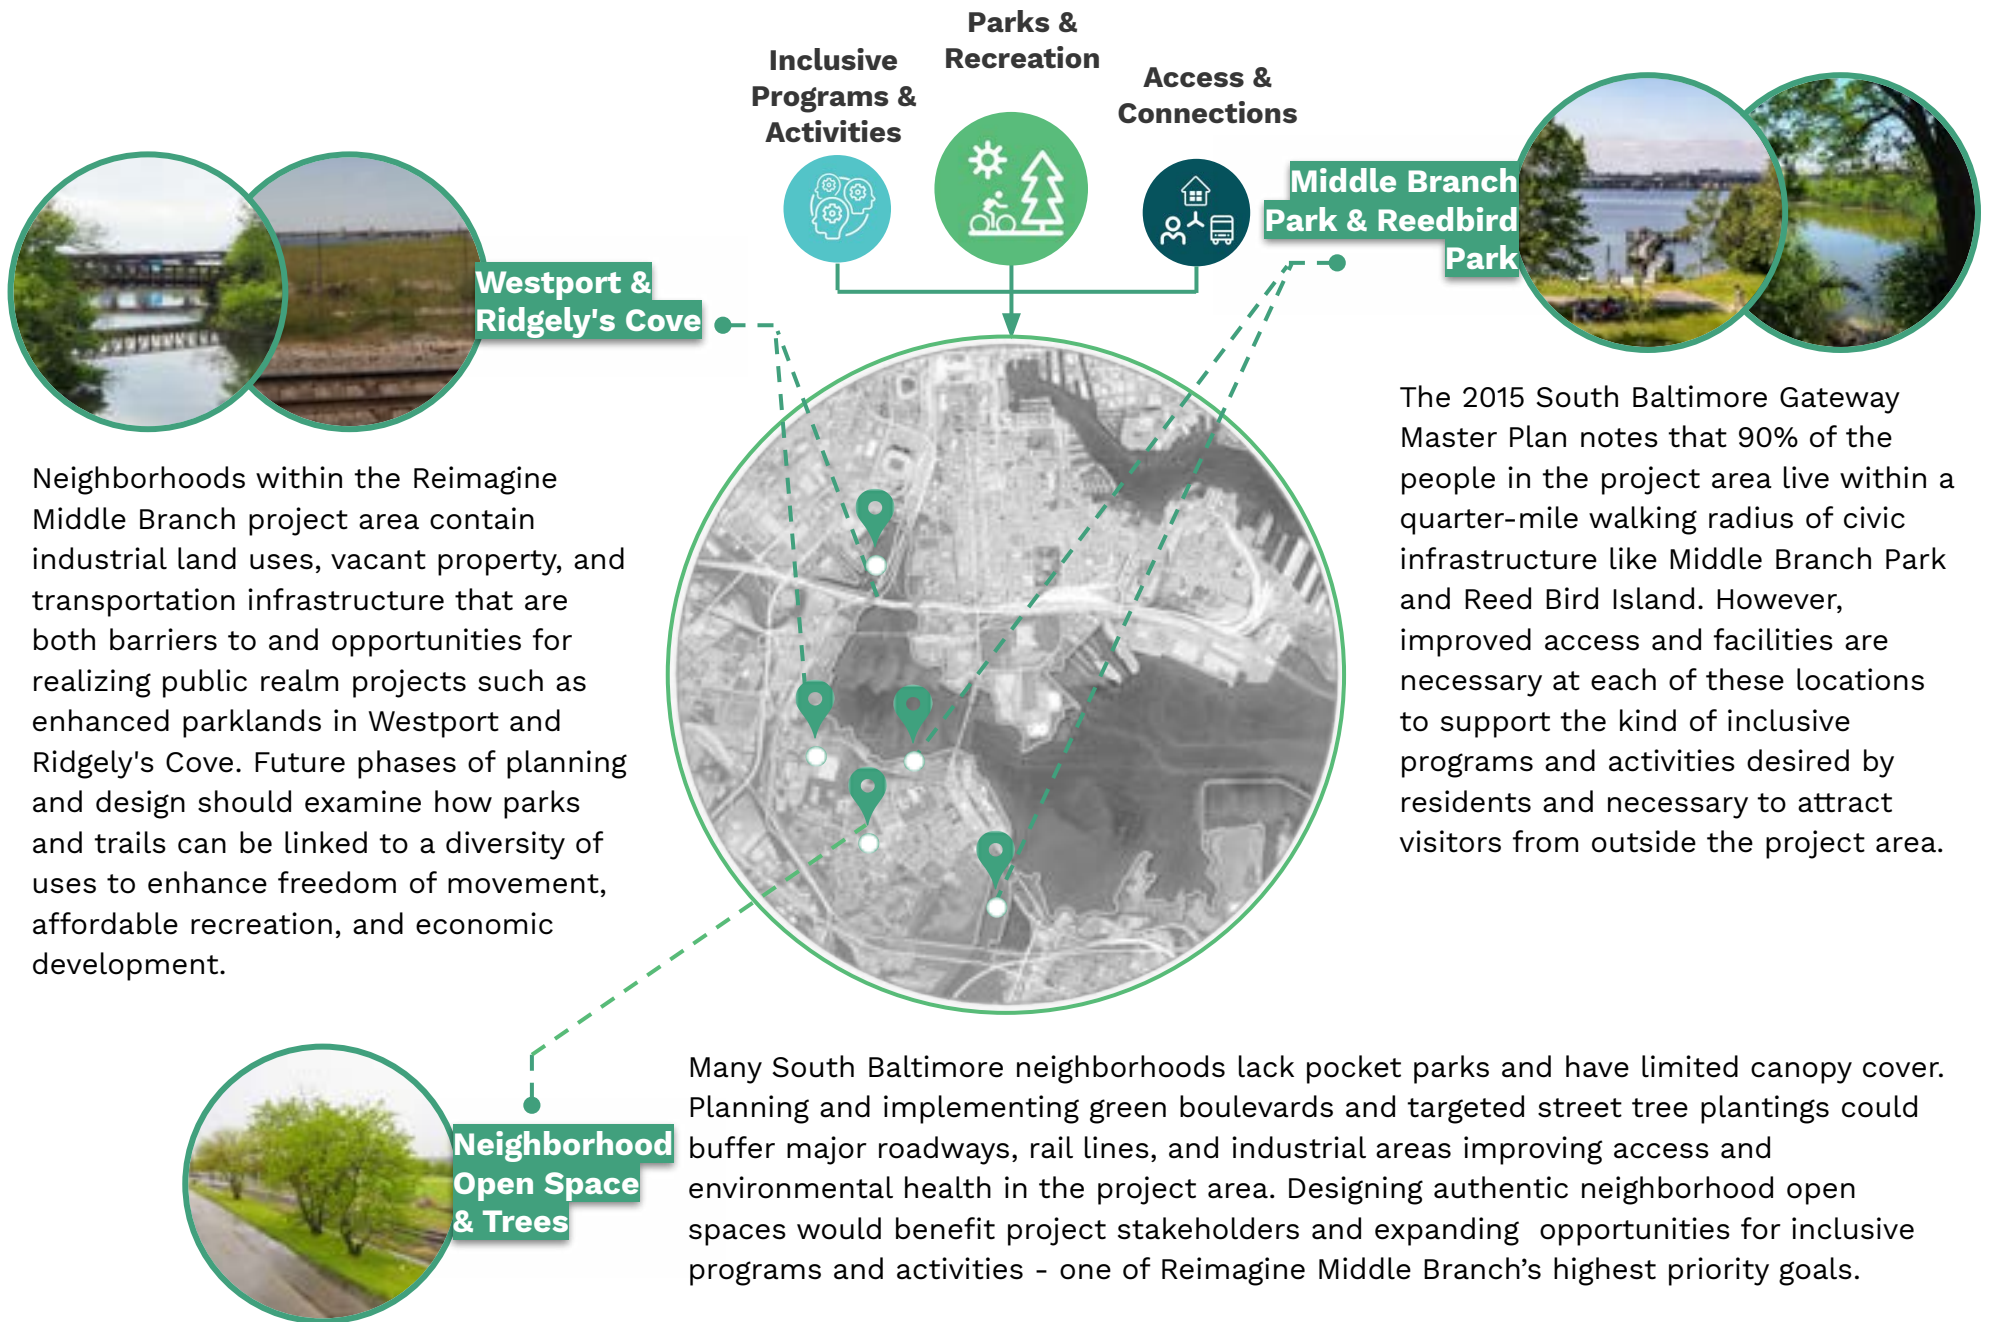 Inclusive
Programs &
Activities
Parks &
Recreation
Access &
Connections
Westport &
Ridgely's Cove
Middle Branch
Park & Reedbird
Park
Neighborhoods within the Reimagine
Middle Branch project area contain
industrial land uses, vacant property, and
transportation infrastructure that are
both barriers to and opportunities for
realizing public realm projects such as
enhanced parklands in Westport and
Ridgely's Cove. Future phases of planning
and design should examine how parks
and trails can be linked to a diversity of
uses to enhance freedom of movement,
affordable recreation, and economic
development.
The 2015 South Baltimore Gateway
Master Plan notes that 90% of the
people in the project area live within a
quarter-mile walking radius of civic
infrastructure like Middle Branch Park
and Reed Bird Island. However,
improved access and facilities are
necessary at each of these locations
to support the kind of inclusive
programs and activities desired by
residents and necessary to attract
visitors from outside the project area.
Neighborhood
Open Space
& Trees
Many South Baltimore neighborhoods lack pocket parks and have limited canopy cover.
Planning and implementing green boulevards and targeted street tree plantings could
buffer major roadways, rail lines, and industrial areas improving access and
environmental health in the project area. Designing authentic neighborhood open
spaces would benefit project stakeholders and expanding  opportunities for inclusive
programs and activities - one of Reimagine Middle Branch’s highest priority goals.